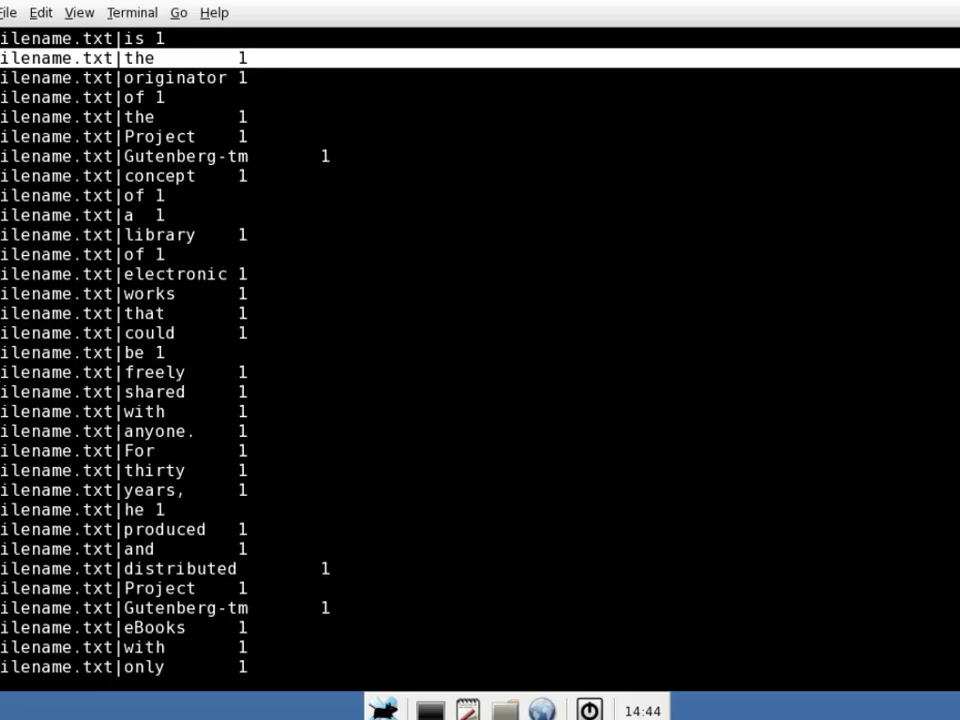 ile Edit View Terminal Go Help
ilename.txt|is 1
ilename.txt|the 1
ilename.txt|originator 1
ilename.txt|of 1
ilename.txt|the 1
ilename.txt|Project 1
ilename.txt|Gutenberg-tm 1
ilename.txt|concept 1
ilename.txt|of 1
ilename.txt|a 1
ilename.txt|library 1
ilename.txt|of 1
ilename.txt|electronic 1
ilename.txt|works 1
ilename.txt|that 1
ilename.txt|could 1
ilename.txt|be 1
ilename.txt|freely 1
ilename.txt|shared 1
ilename.txt|with 1
ilename.txt|anyone. 1
ilename.txt|For 1
ilename.txt|thirty 1
ilename.txt|years, 1
ilename.txt|he 1
ilename.txt|produced 1
ilename.txt|and 1
ilename.txt|distributed 1
ilename.txt|Project 1
ilename.txt|Gutenberg-tm 1
ilename.txt|eBooks 1
ilename.txt|with 1
ilename.txt|only 1
14:44